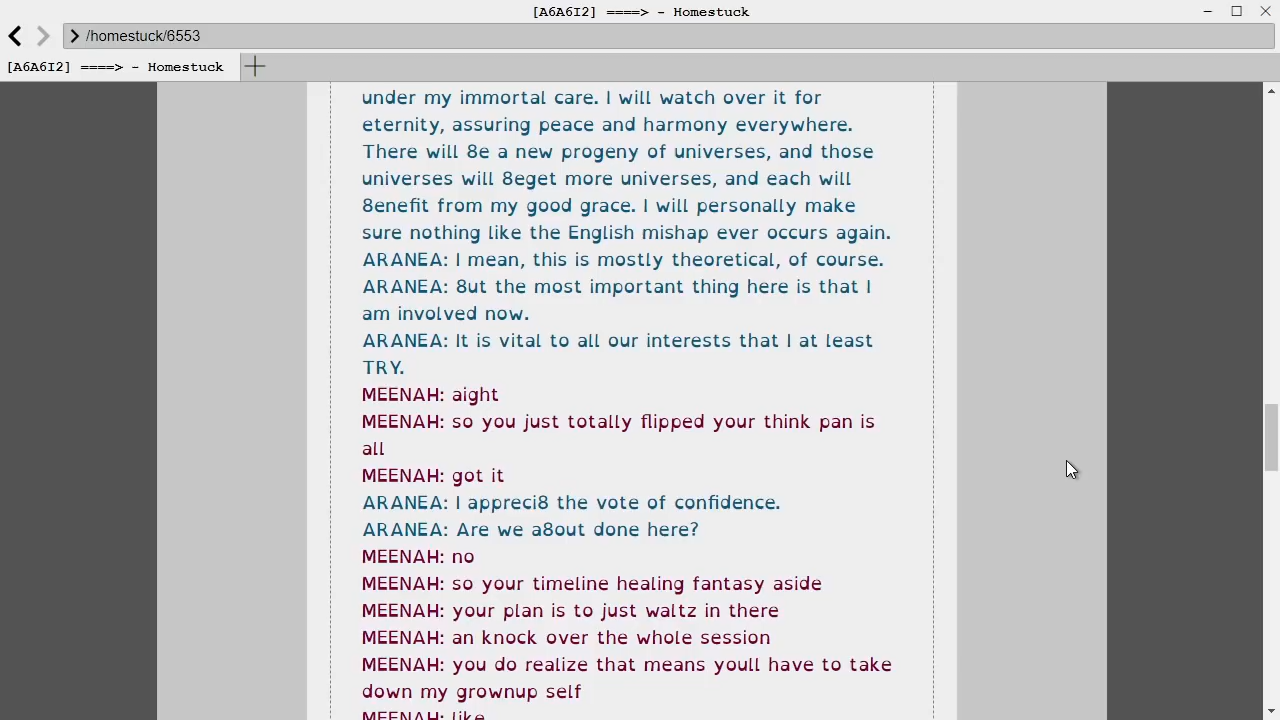 [A6A6I2] ====> - Homestuck
/homestuck/6553
[A6A6I2] ====> - Homestuck
under my immortal care. I will watch over it for
eternity, assuring peace and harmony everywhere.
There will 8e a new progeny of universes, and those
universes will 8eget more universes, and each will
8enefit from my good grace. I will personally make
sure nothing like the English mishap ever occurs again.
ARANEA: I mean, this is mostly theoretical, of course.
ARANEA: 8ut the most important thing here is that I
am involved now.
ARANEA: It is vital to all our interests that I at least
TRY.
MEENAH: aight
MEENAH: so you just totally flipped your think pan is
all
MEENAH: got it
ARANEA: I appreci8 the vote of confidence.
ARANEA: Are we a8out done here?
MEENAH: no
MEENAH: so your timeline healing fantasy aside
MEENAH: your plan is to just waltz in there
MEENAH: an knock over the whole session
MEENAH: you do realize that means youll have to take
down my grownup self
MEENAH: like